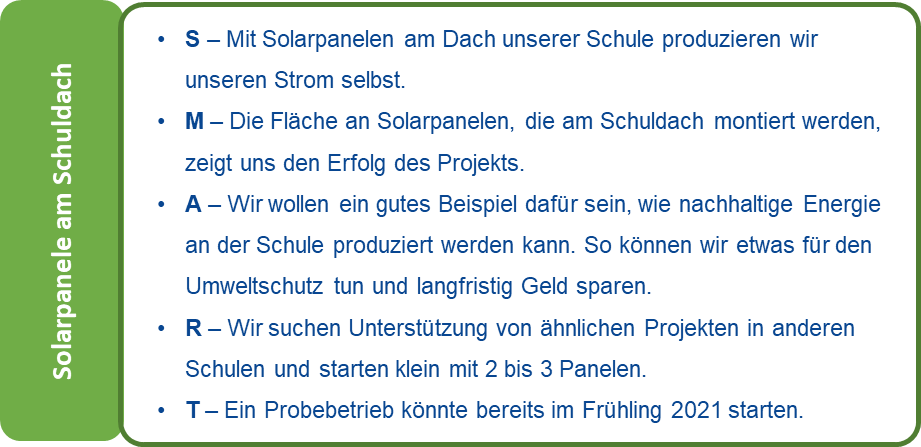 Solarpanele am Schuldach
• S – Mit Solarpanelen am Dach unserer Schule produzieren wir
unseren Strom selbst.
• M – Die Fläche an Solarpanelen, die am Schuldach montiert werden,
zeigt uns den Erfolg des Projekts.
• A – Wir wollen ein gutes Beispiel dafür sein, wie nachhaltige Energie
an der Schule produziert werden kann. So können wir etwas für den
Umweltschutz tun und langfristig Geld sparen.
• R – Wir suchen Unterstützung von ähnlichen Projekten in anderen
Schulen und starten klein mit 2 bis 3 Panelen.
• T – Ein Probebetrieb könnte bereits im Frühling 2021 starten.